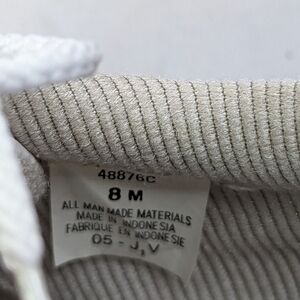 48876C
8 M
ALL MAN MADE MATERIALS
MADE IN INDONESIA
FABRIQUE EN INDONESIE
05 - J, V